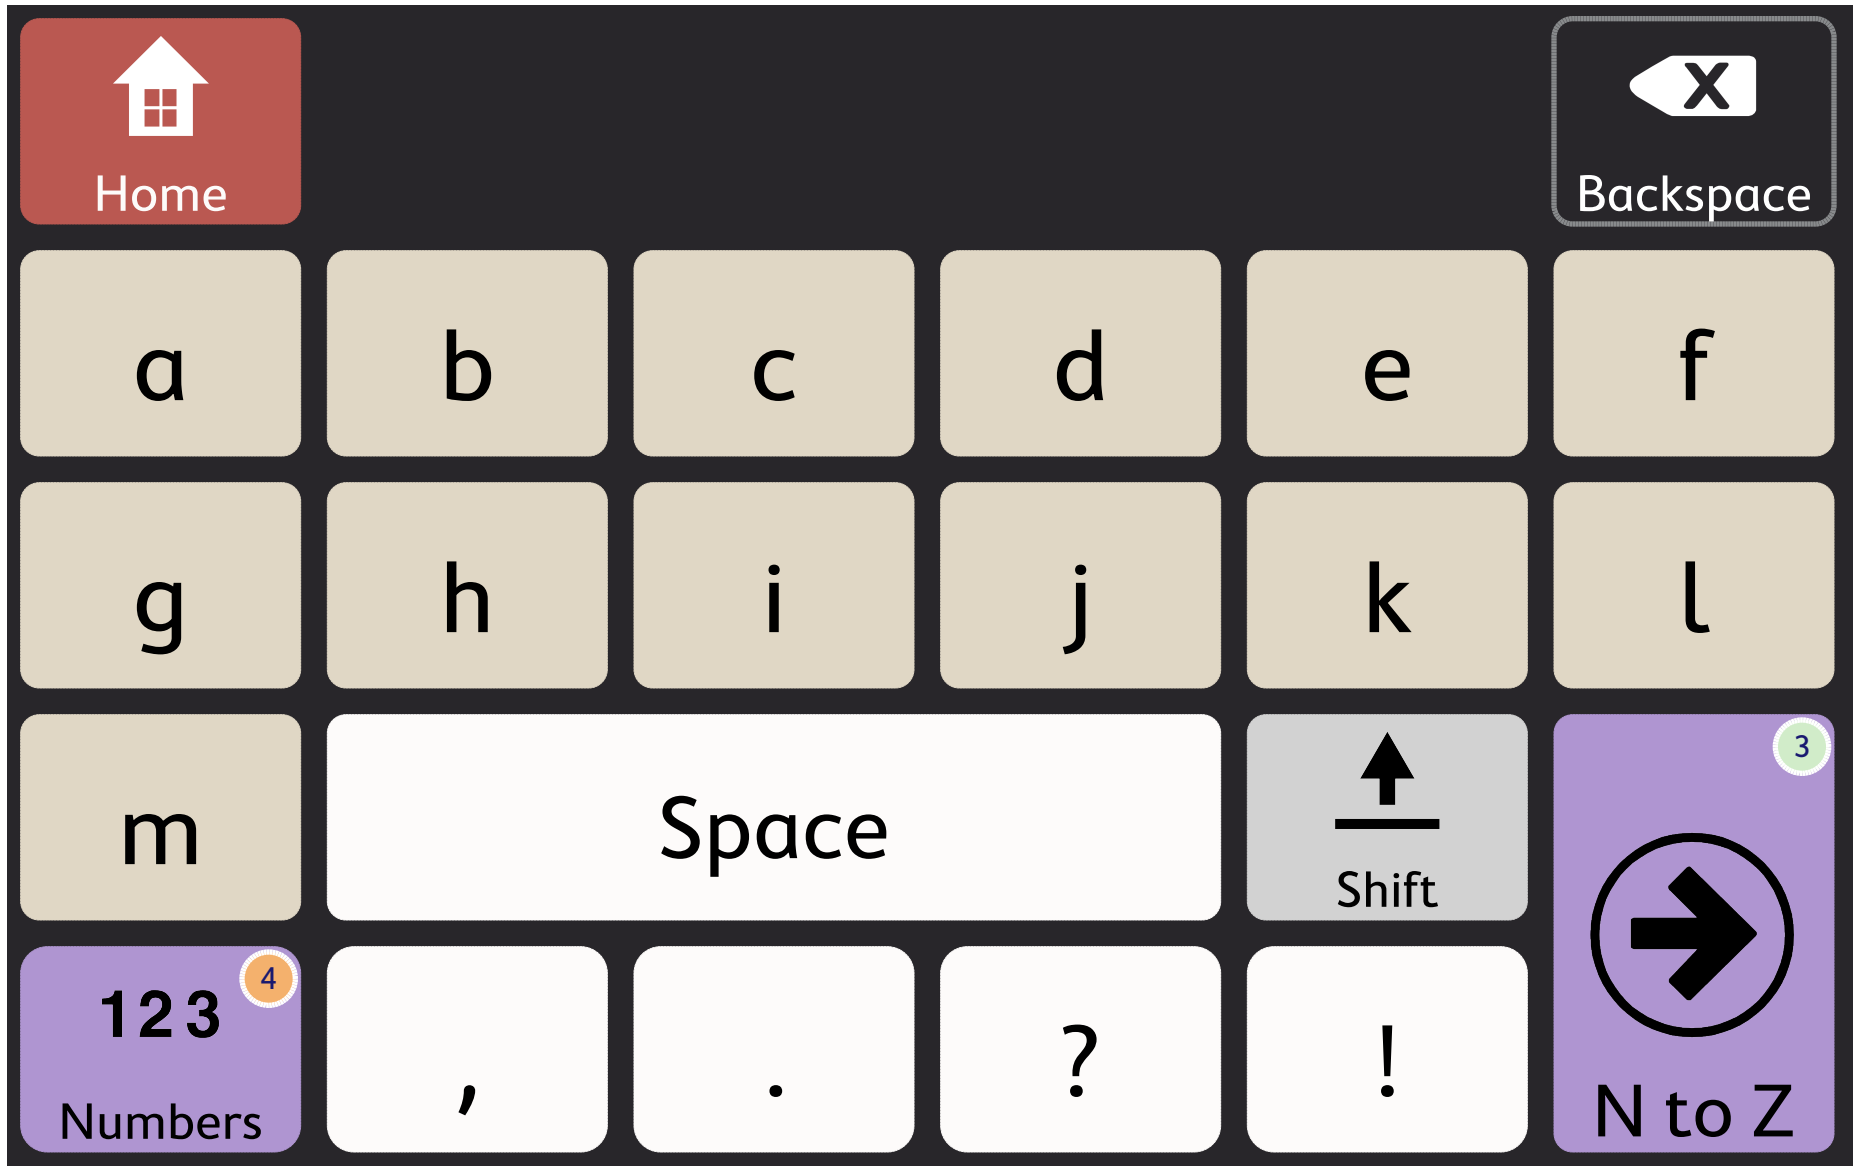 Home
X
Backspace
a b c d e f
g h i j k l
m Space Shift 3
123 4
Numbers , . ? ! N to Z